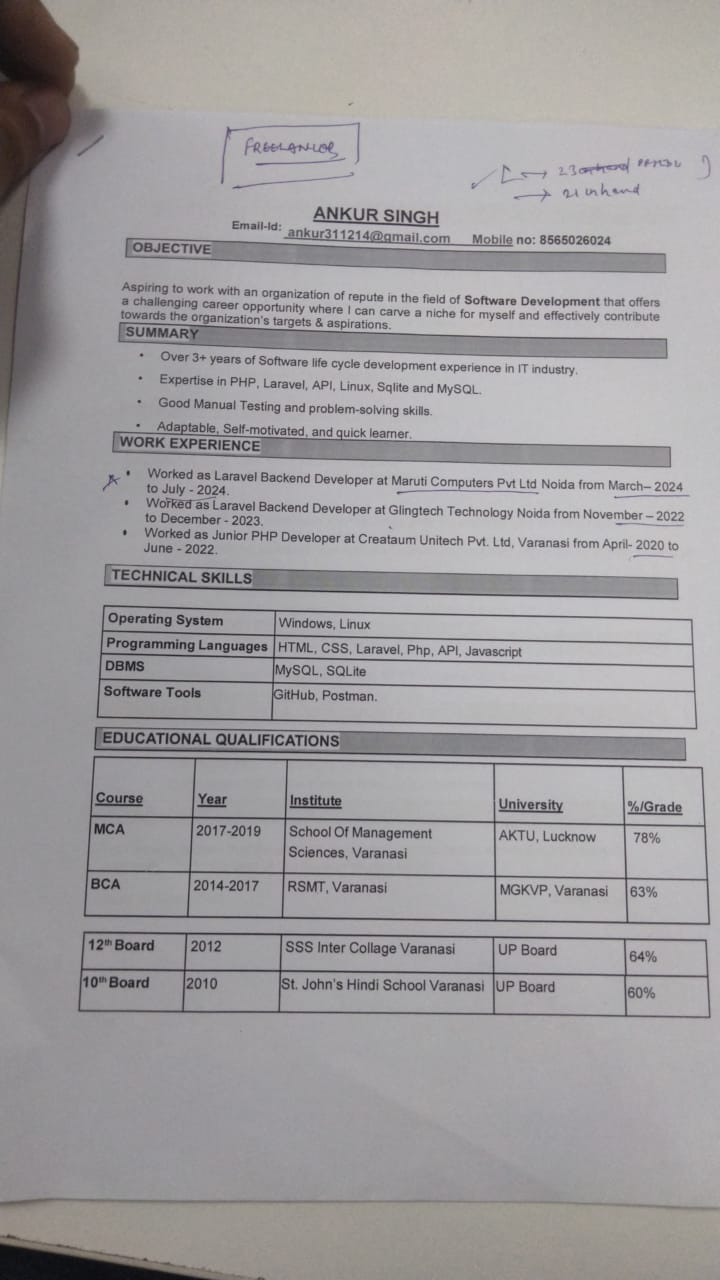 FREELANCER
→ 23
→ 21 inhand
ANKUR SINGH
Email-Id: ankur311214@gmail.com Mobile no: 8565026024
OBJECTIVE
Aspiring to work with an organization of repute in the field of Software Development that offers
a challenging career opportunity where I can carve a niche for myself and effectively contribute
towards the organization's targets & aspirations.
SUMMARY
• Over 3+ years of Software life cycle development experience in IT industry.
• Expertise in PHP, Laravel, API, Linux, Sqlite and MySQL.
• Good Manual Testing and problem-solving skills.
• Adaptable, Self-motivated, and quick learner.
WORK EXPERIENCE
• Worked as Laravel Backend Developer at Maruti Computers Pvt Ltd Noida from March– 2024
to July - 2024.
• Worked as Laravel Backend Developer at Glingtech Technology Noida from November – 2022
to December - 2023.
• Worked as Junior PHP Developer at Creataum Unitech Pvt. Ltd, Varanasi from April- 2020 to
June - 2022.
TECHNICAL SKILLS
Operating System Windows, Linux
Programming Languages HTML, CSS, Laravel, Php, API, Javascript
DBMS MySQL, SQLite
Software Tools GitHub, Postman.
EDUCATIONAL QUALIFICATIONS
Course Year Institute University %/Grade
MCA 2017-2019 School Of Management AKTU, Lucknow 78%
Sciences, Varanasi
BCA 2014-2017 RSMT, Varanasi MGKVP, Varanasi 63%
12th Board 2012 SSS Inter Collage Varanasi UP Board 64%
10th Board 2010 St. John's Hindi School Varanasi UP Board 60%